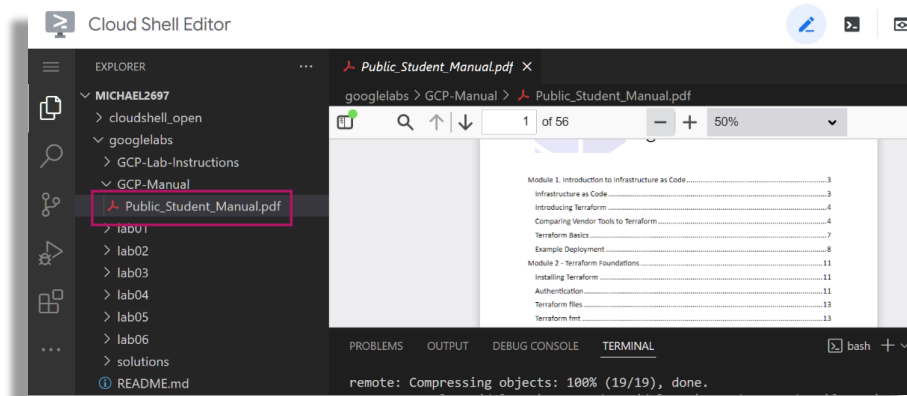 Cloud Shell Editor
EXPLORER
MICHAEL2697
cloudshell_open
googlelabs
GCP-Lab-Instructions
GCP-Manual
Public_Student_Manual.pdf
lab01
lab02
lab03
lab04
lab05
lab06
solutions
README.md
Public_Student_Manual.pdf
googlelabs > GCP-Manual > Public_Student_Manual.pdf
1 of 56 50%
Module 1. Introduction to Infrastructure as Code 3
Infrastructure as Code 3
Introducing Terraform 4
Comparing Vendor Tools to Terraform 4
Terraform Basics 7
Example Deployment 8
Module 2 - Terraform Foundations 11
Installing Terraform 11
Authentication 11
Terraform files 13
Terraform fmt 13
PROBLEMS OUTPUT DEBUG CONSOLE TERMINAL bash
remote: Compressing objects: 100% (19/19), done.